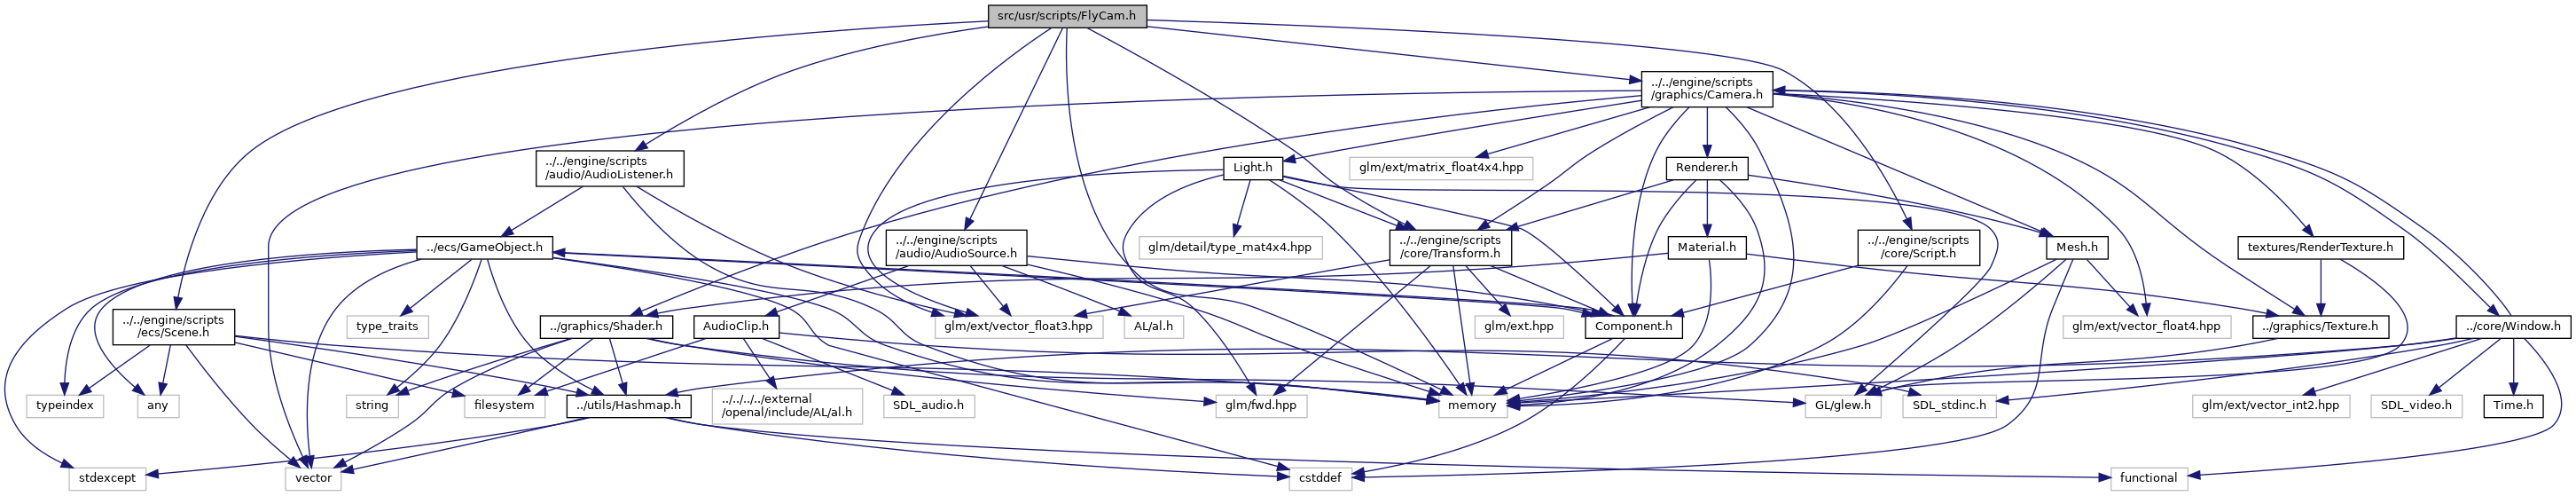 src/usr/scripts/FlyCam.h
../../engine/scripts
/graphics/Camera.h
../../engine/scripts
/audio/AudioListener.h
Light.h
glm/ext/matrix_float4x4.hpp
Renderer.h
../ecs/GameObject.h
../../engine/scripts
/audio/AudioSource.h
glm/detail/type_mat4x4.hpp
../../engine/scripts
/core/Transform.h
Material.h
../../engine/scripts
/core/Script.h
Mesh.h
textures/RenderTexture.h
../../engine/scripts
/ecs/Scene.h
type_traits
../graphics/Shader.h
AudioClip.h
glm/ext/vector_float3.hpp
AL/al.h
glm/ext.hpp
Component.h
glm/ext/vector_float4.hpp
../graphics/Texture.h
../core/Window.h
typeindex
any
string
filesystem
../utils/Hashmap.h
../../../../external
/openal/include/AL/al.h
SDL_audio.h
glm/fwd.hpp
memory
GL/glew.h
SDL_stdinc.h
glm/ext/vector_int2.hpp
SDL_video.h
Time.h
stdexcept
vector
cstddef
functional